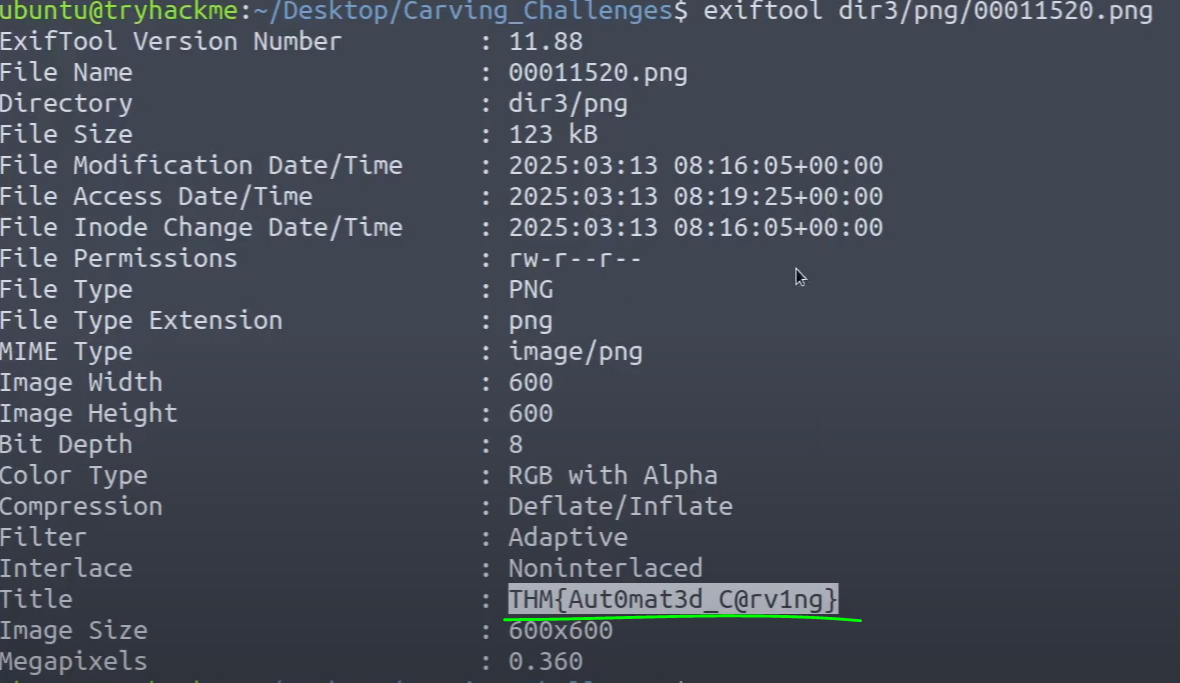 ubuntu@tryhackme:~/Desktop/Carving_Challenges$ exiftool dir3/png/00011520.png
ExifTool Version Number : 11.88
File Name : 00011520.png
Directory : dir3/png
File Size : 123 kB
File Modification Date/Time : 2025:03:13 08:16:05+00:00
File Access Date/Time : 2025:03:13 08:19:25+00:00
File Inode Change Date/Time : 2025:03:13 08:16:05+00:00
File Permissions : rw-r--r--
File Type : PNG
File Type Extension : png
MIME Type : image/png
Image Width : 600
Image Height : 600
Bit Depth : 8
Color Type : RGB with Alpha
Compression : Deflate/Inflate
Filter : Adaptive
Interlace : Noninterlaced
Title : THM{Aut0mat3d_C@rv1ng}
Image Size : 600x600
Megapixels : 0.360